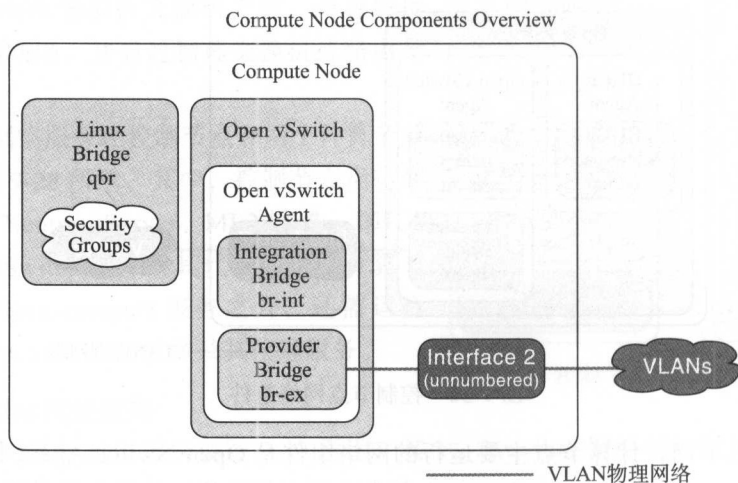 Compute Node Components Overview
Compute Node
Linux
Bridge
qbr
Security
Groups
Open vSwitch
Open vSwitch
Agent
Integration
Bridge
br-int
Provider
Bridge
br-ex
Interface 2
(unnumbered)
VLANs
VLAN物理网络